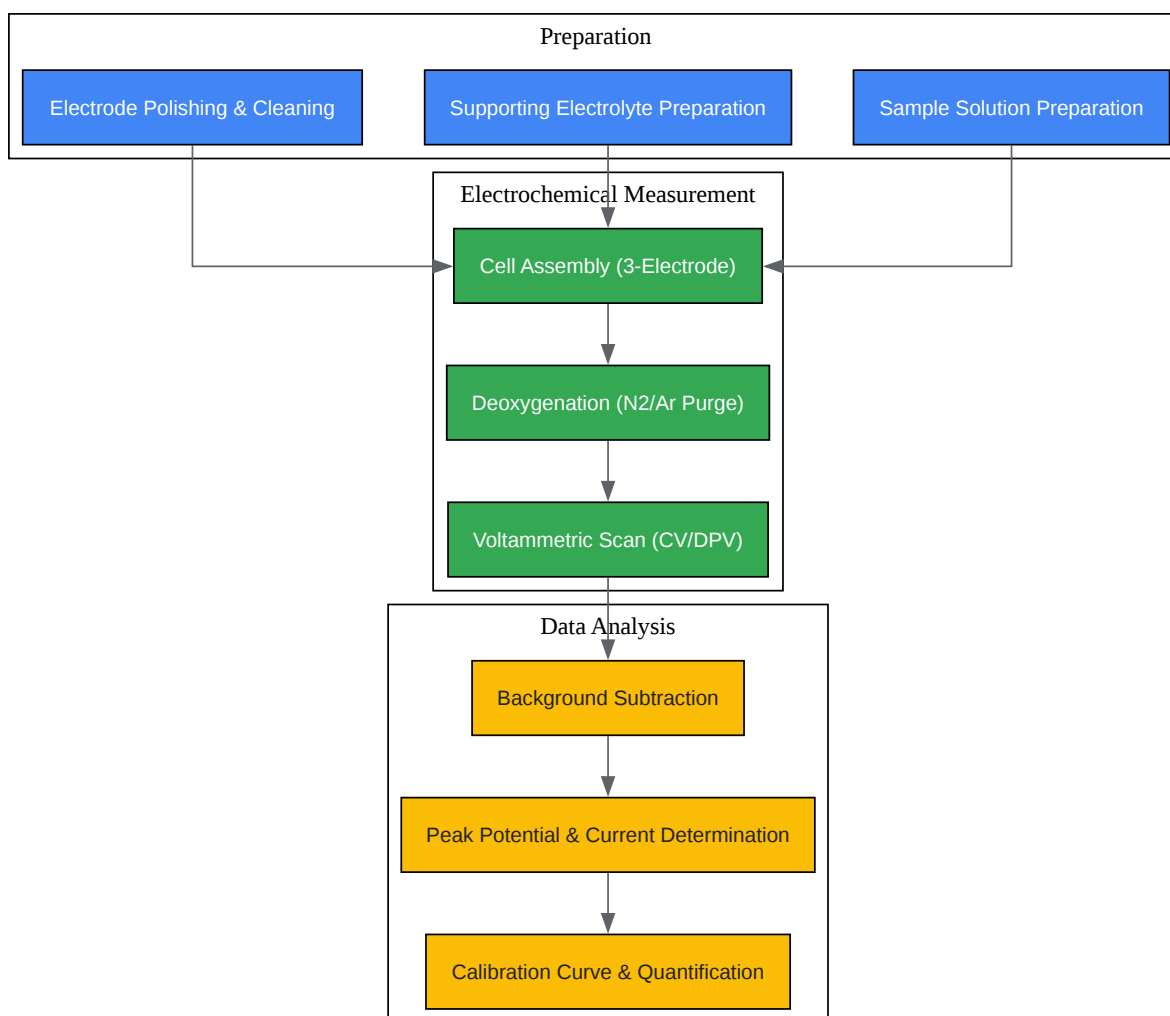 Preparation
Electrode Polishing & Cleaning
Supporting Electrolyte Preparation
Sample Solution Preparation
Electrochemical Measurement
Cell Assembly (3-Electrode)
Deoxygenation (N2/Ar Purge)
Voltammetric Scan (CV/DPV)
Data Analysis
Background Subtraction
Peak Potential & Current Determination
Calibration Curve & Quantification